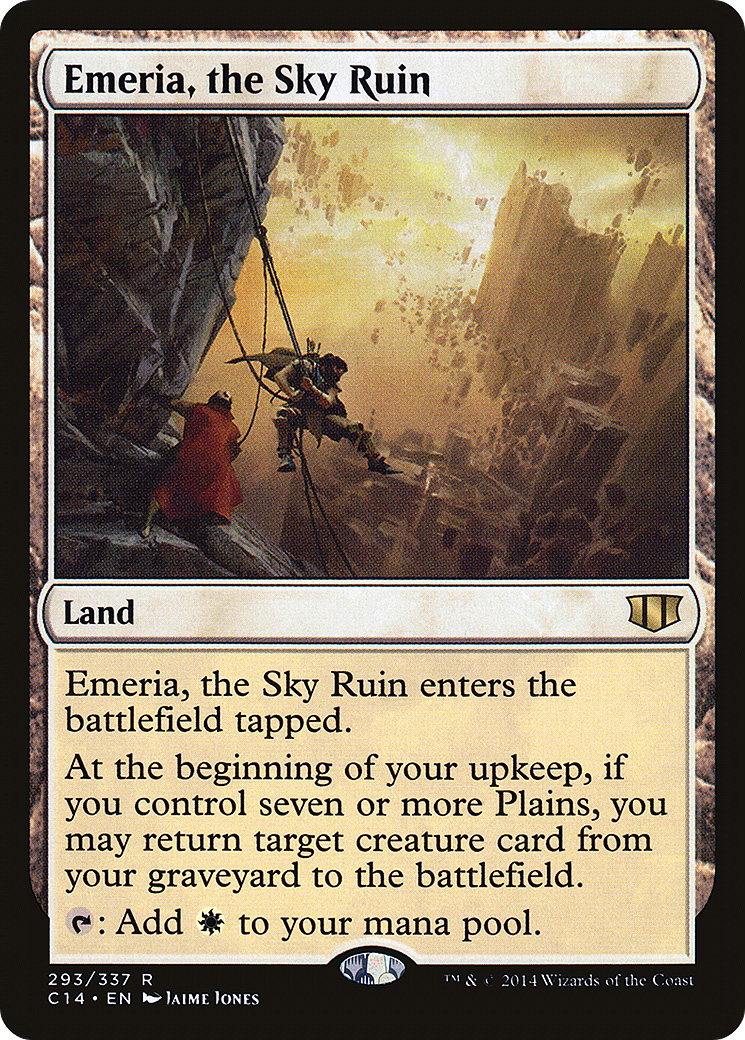 Emeria, the Sky Ruin
Land
Emeria, the Sky Ruin enters the
battlefield tapped.
At the beginning of your upkeep, if
you control seven or more Plains, you
may return target creature card from
your graveyard to the battlefield.
: Add to your mana pool.
293/337 R
™ & © 2014 Wizards of the Coast
C14 • EN Jaime Jones